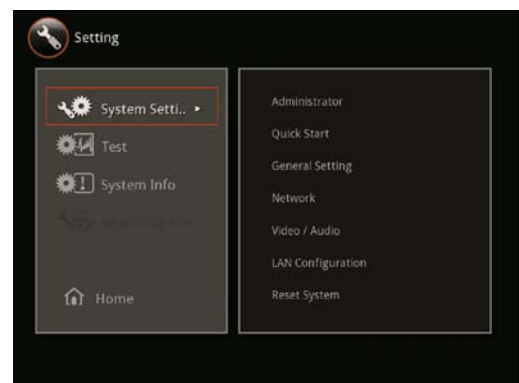 Setting
System Setti..
Test
System Info
Home
Administrator
Quick Start
General Setting
Network
Video / Audio
LAN Configuration
Reset System